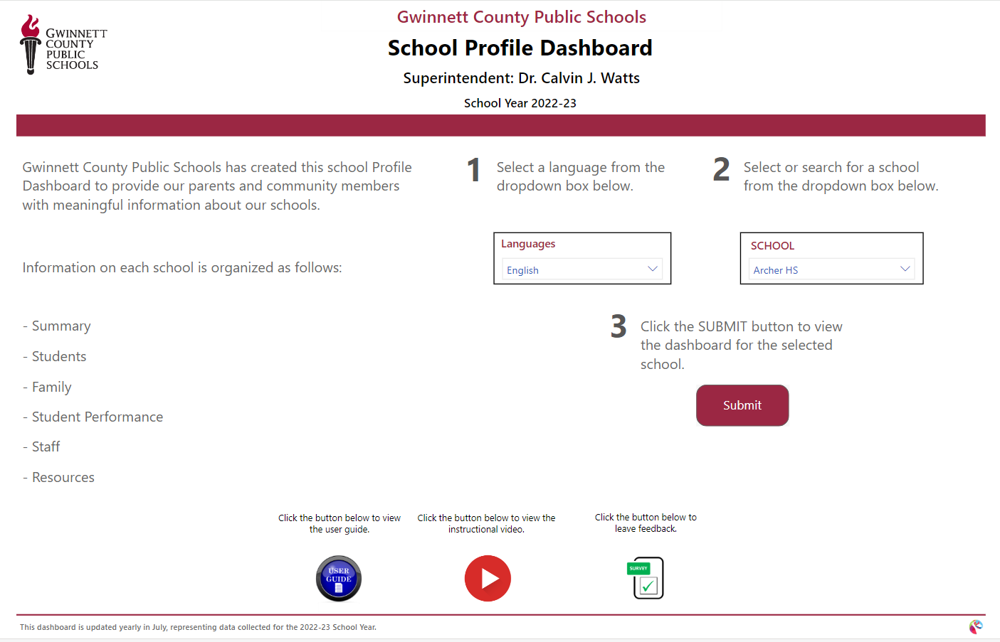 GWINNETT
COUNTY
PUBLIC
SCHOOLS
Gwinnett County Public Schools
School Profile Dashboard
Superintendent: Dr. Calvin J. Watts
School Year 2022-23
Gwinnett County Public Schools has created this school Profile
Dashboard to provide our parents and community members
with meaningful information about our schools.
Information on each school is organized as follows:
- Summary
- Students
- Family
- Student Performance
- Staff
- Resources
1
Select a language from the
dropdown box below.
Languages
English
2
Select or search for a school
from the dropdown box below.
SCHOOL
Archer HS
3
Click the SUBMIT button to view
the dashboard for the selected
school.
Submit
Click the button below to view
the user guide.
USER
GUIDE
Click the button below to view the
instructional video.
Click the button below to
leave feedback.
SURVEY
This dashboard is updated yearly in July, representing data collected for the 2022-23 School Year.